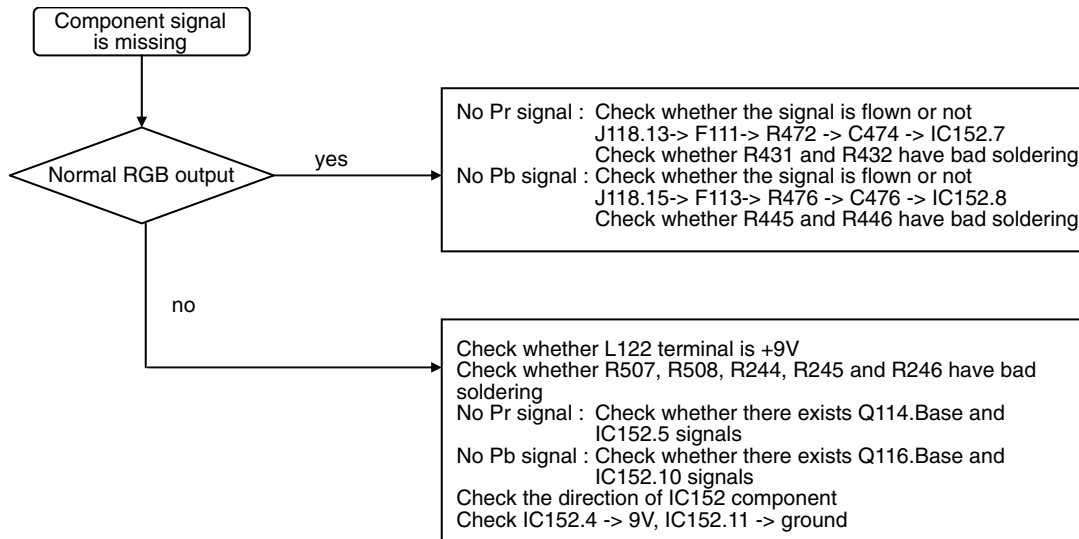 Component signal
is missing
Normal RGB output
yes
No Pr signal : Check whether the signal is flown or not
J118.13-> F111-> R472 -> C474 -> IC152.7
Check whether R431 and R432 have bad soldering
No Pb signal : Check whether the signal is flown or not
J118.15-> F113-> R476 -> C476 -> IC152.8
Check whether R445 and R446 have bad soldering
no
Check whether L122 terminal is +9V
Check whether R507, R508, R244, R245 and R246 have bad
soldering
No Pr signal : Check whether there exists Q114.Base and
IC152.5 signals
No Pb signal : Check whether there exists Q116.Base and
IC152.10 signals
Check the direction of IC152 component
Check IC152.4 -> 9V, IC152.11 -> ground